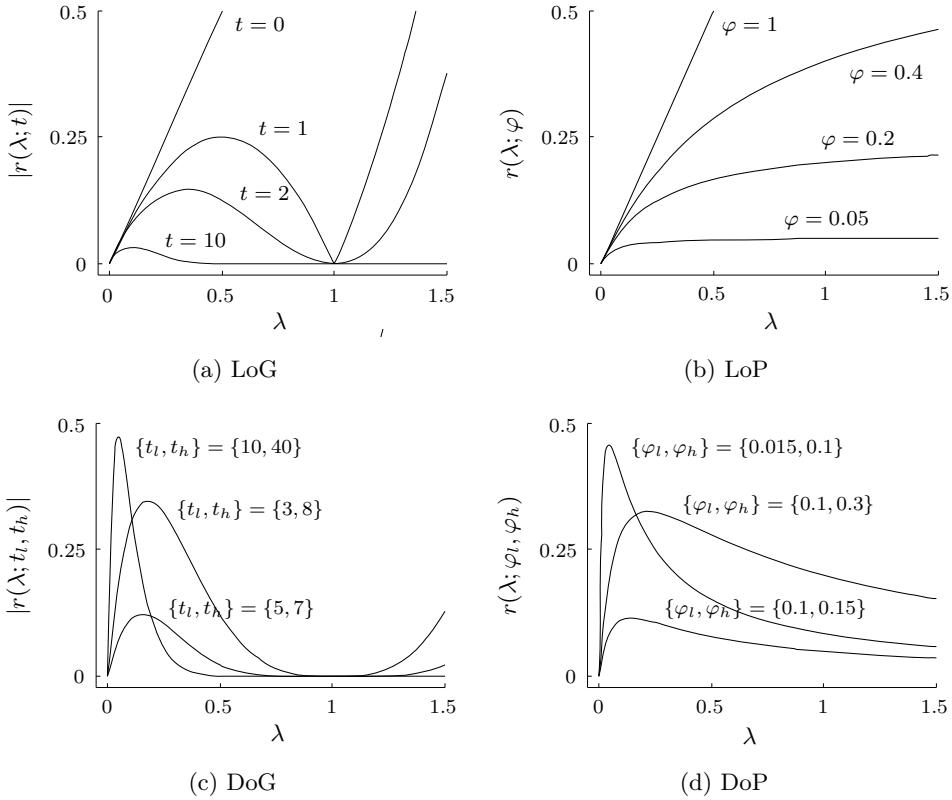 0.5
t = 0
t = 1
|r(λ; t)|
0.25
t = 2
t = 10
0
0 0.5 1 1.5
λ
(a) LoG
0.5
φ = 1
φ = 0.4
r(λ; φ)
0.25
φ = 0.2
φ = 0.05
0
0 0.5 1 1.5
λ
(b) LoP
0.5
{t_l, t_h} = {10, 40}
{t_l, t_h} = {3, 8}
|r(λ; t_l, t_h)|
0.25
{t_l, t_h} = {5, 7}
0
0 0.5 1 1.5
λ
(c) DoG
0.5
{φ_l, φ_h} = {0.015, 0.1}
{φ_l, φ_h} = {0.1, 0.3}
r(λ; φ_l, φ_h)
0.25
{φ_l, φ_h} = {0.1, 0.15}
0
0 0.5 1 1.5
λ
(d) DoP